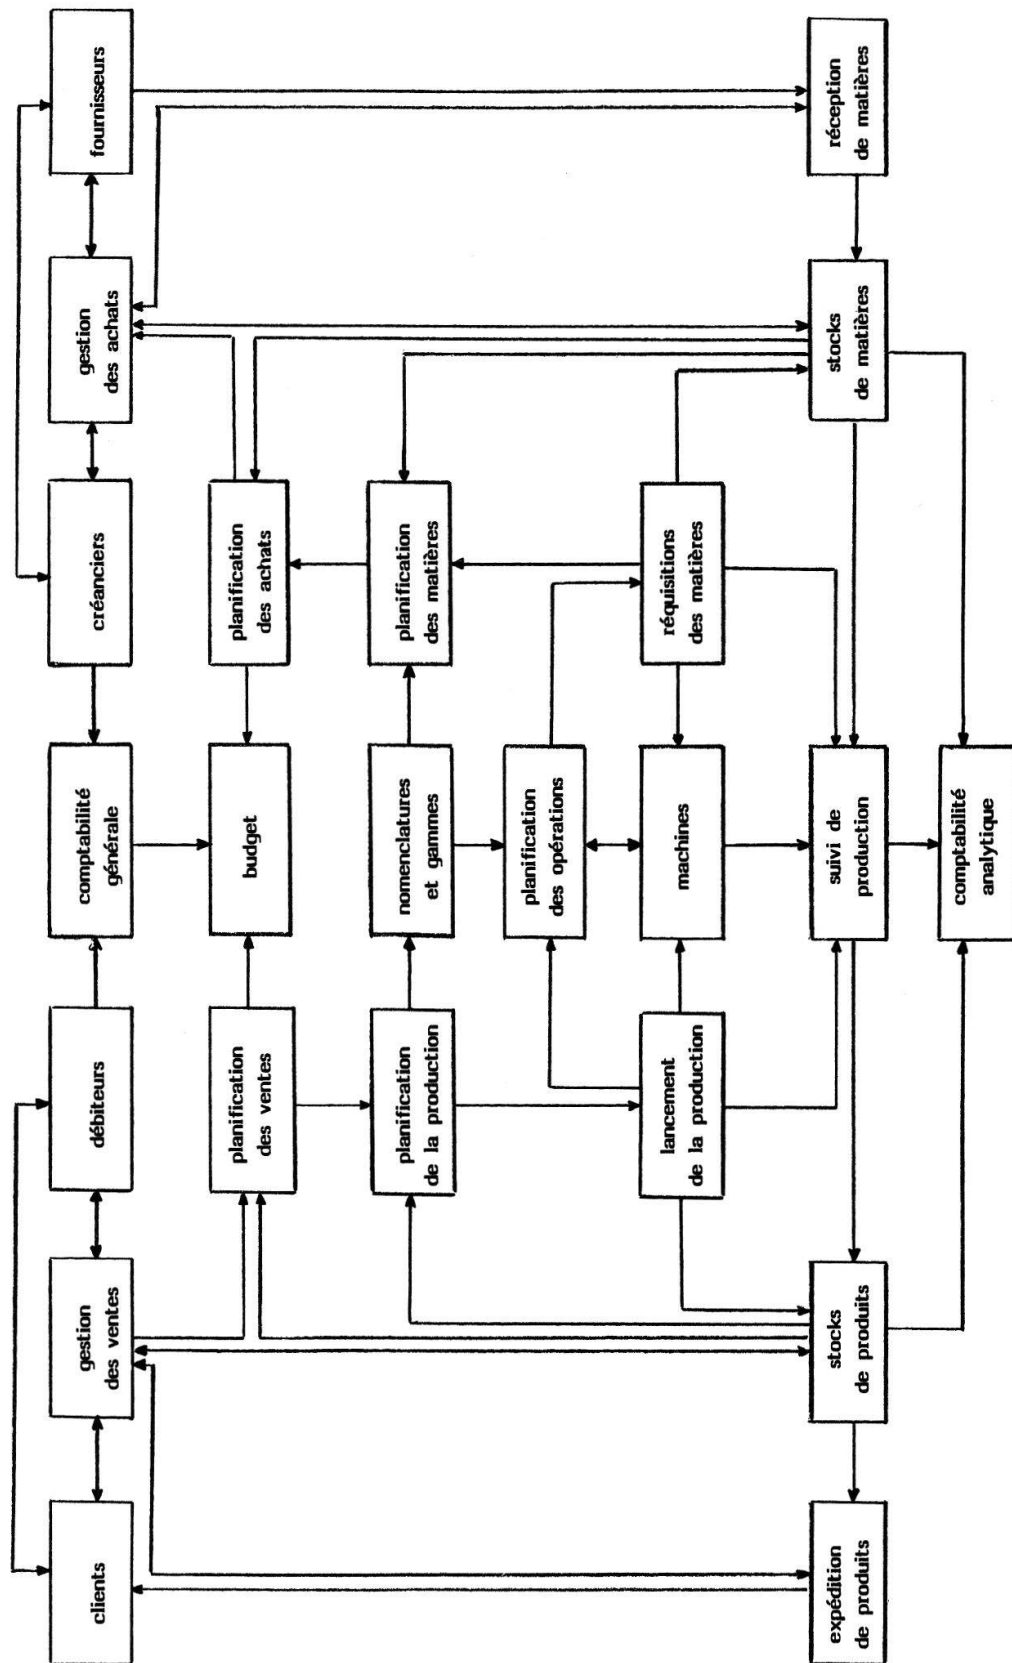 clients
gestion
des ventes
débiteurs
comptabilité
générale
créanciers
gestion
des achats
fournisseurs
planification
des ventes
budget
planification
des achats
planification
de la production
nomenclatures
et gammes
planification
des matières
planification
des opérations
lancement
de la production
machines
réquisitions
des matières
expédition
de produits
stocks
de produits
suivi de
production
stocks
de matières
réception
de matières
comptabilité
analytique